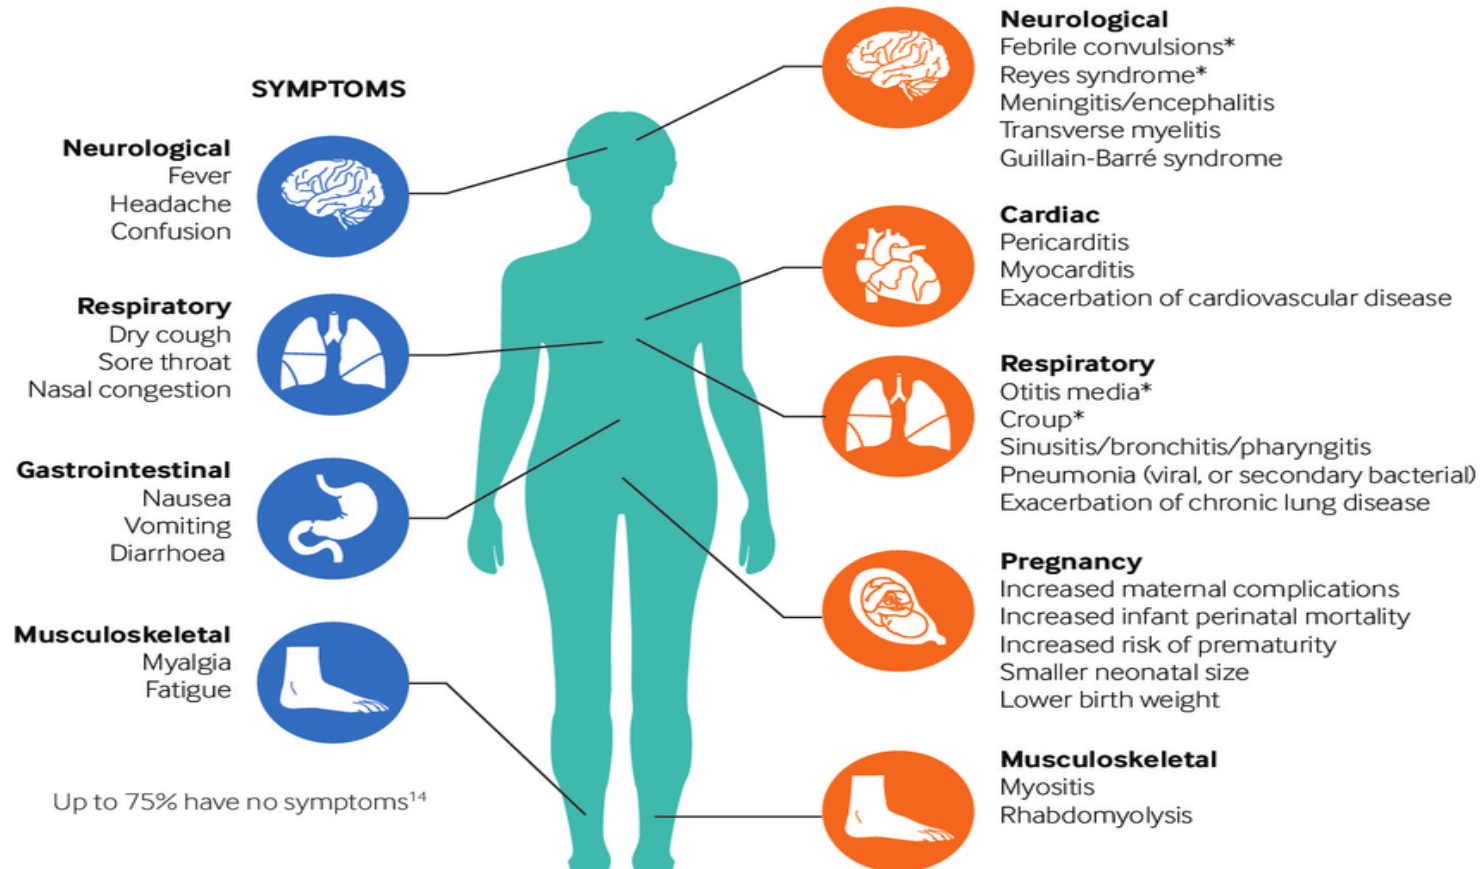 SYMPTOMS
Neurological
Fever
Headache
Confusion
Respiratory
Dry cough
Sore throat
Nasal congestion
Gastrointestinal
Nausea
Vomiting
Diarrhoea
Musculoskeletal
Myalgia
Fatigue
Up to 75% have no symptoms¹⁴
Neurological
Febrile convulsions*
Reyes syndrome*
Meningitis/encephalitis
Transverse myelitis
Guillain-Barré syndrome
Cardiac
Pericarditis
Myocarditis
Exacerbation of cardiovascular disease
Respiratory
Otitis media*
Croup*
Sinusitis/bronchitis/pharyngitis
Pneumonia (viral, or secondary bacterial)
Exacerbation of chronic lung disease
Pregnancy
Increased maternal complications
Increased infant perinatal mortality
Increased risk of prematurity
Smaller neonatal size
Lower birth weight
Musculoskeletal
Myositis
Rhabdomyolysis